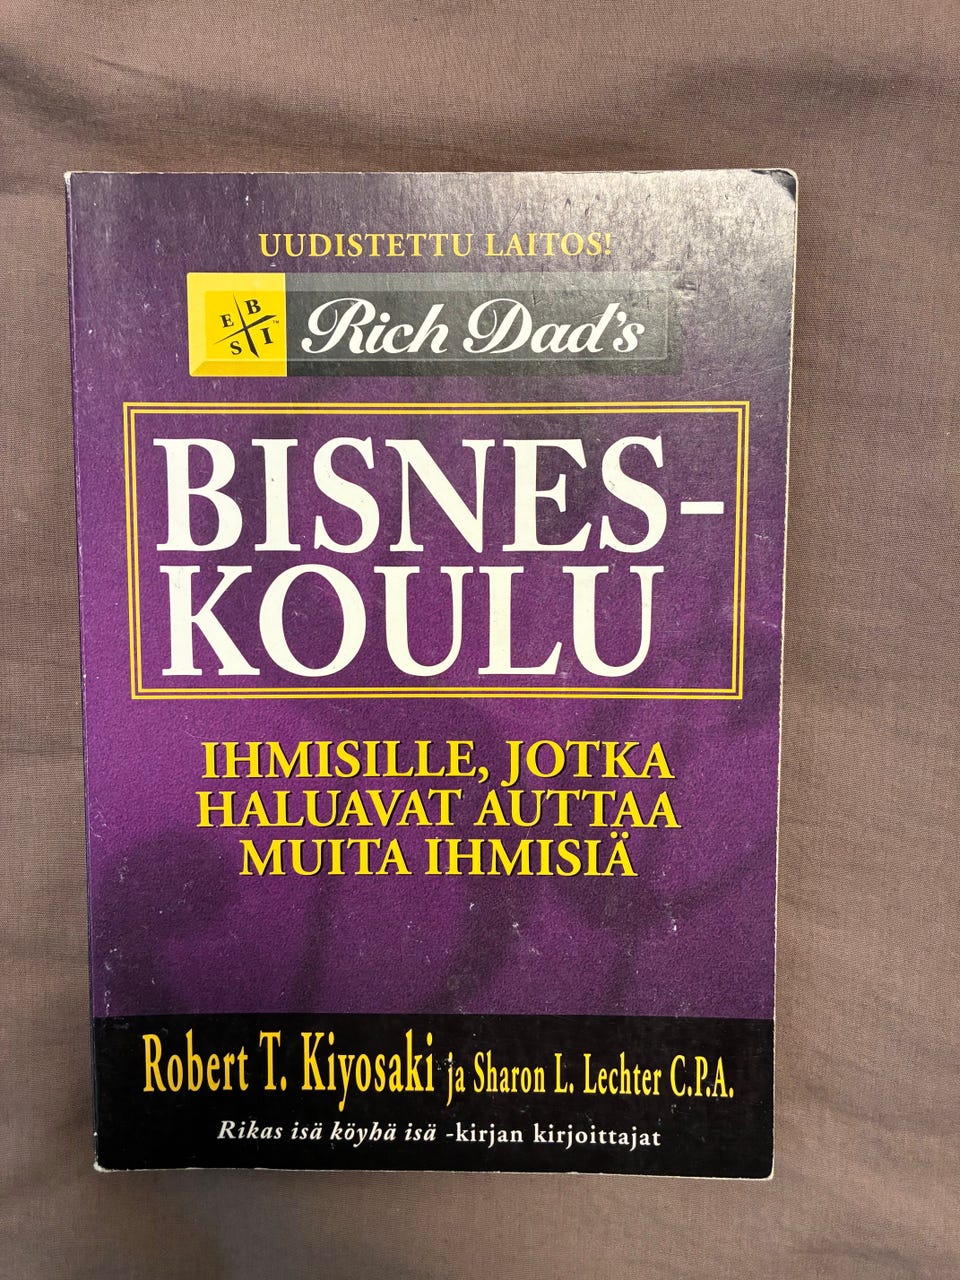 UUDISTETTU LAITOS!
E B
S I ™
Rich Dad's
BISNES-
KOULU
IHMISILLE, JOTKA
HALUAVAT AUTTAA
MUITA IHMISIÄ
Robert T. Kiyosaki ja Sharon L. Lechter C.P.A.
Rikas isä köyhä isä -kirjan kirjoittajat